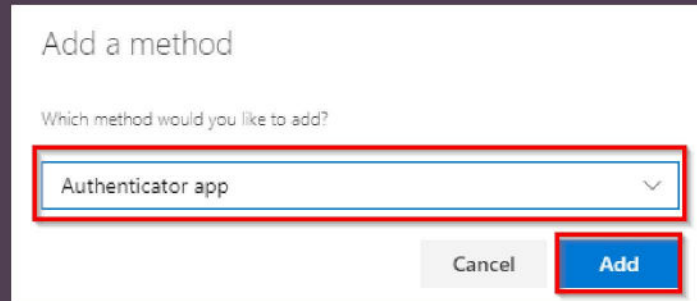 Add a method
Which method would you like to add?
Authenticator app
Cancel
Add